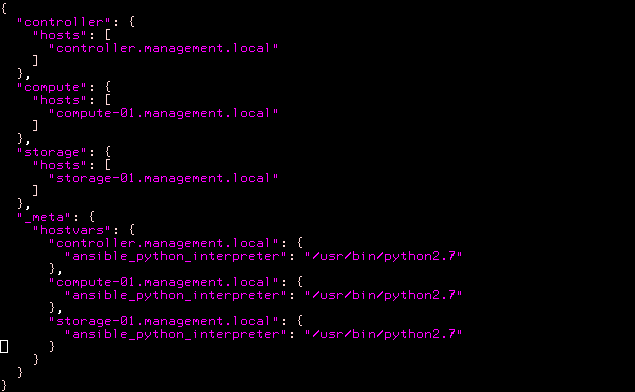 {
  "controller": {
    "hosts": [
      "controller.management.local"
    ]
  },
  "compute": {
    "hosts": [
      "compute-01.management.local"
    ]
  },
  "storage": {
    "hosts": [
      "storage-01.management.local"
    ]
  },
  "_meta": {
    "hostvars": {
      "controller.management.local": {
        "ansible_python_interpreter": "/usr/bin/python2.7"
      },
      "compute-01.management.local": {
        "ansible_python_interpreter": "/usr/bin/python2.7"
      },
      "storage-01.management.local": {
        "ansible_python_interpreter": "/usr/bin/python2.7"
      }
    }
  }
}